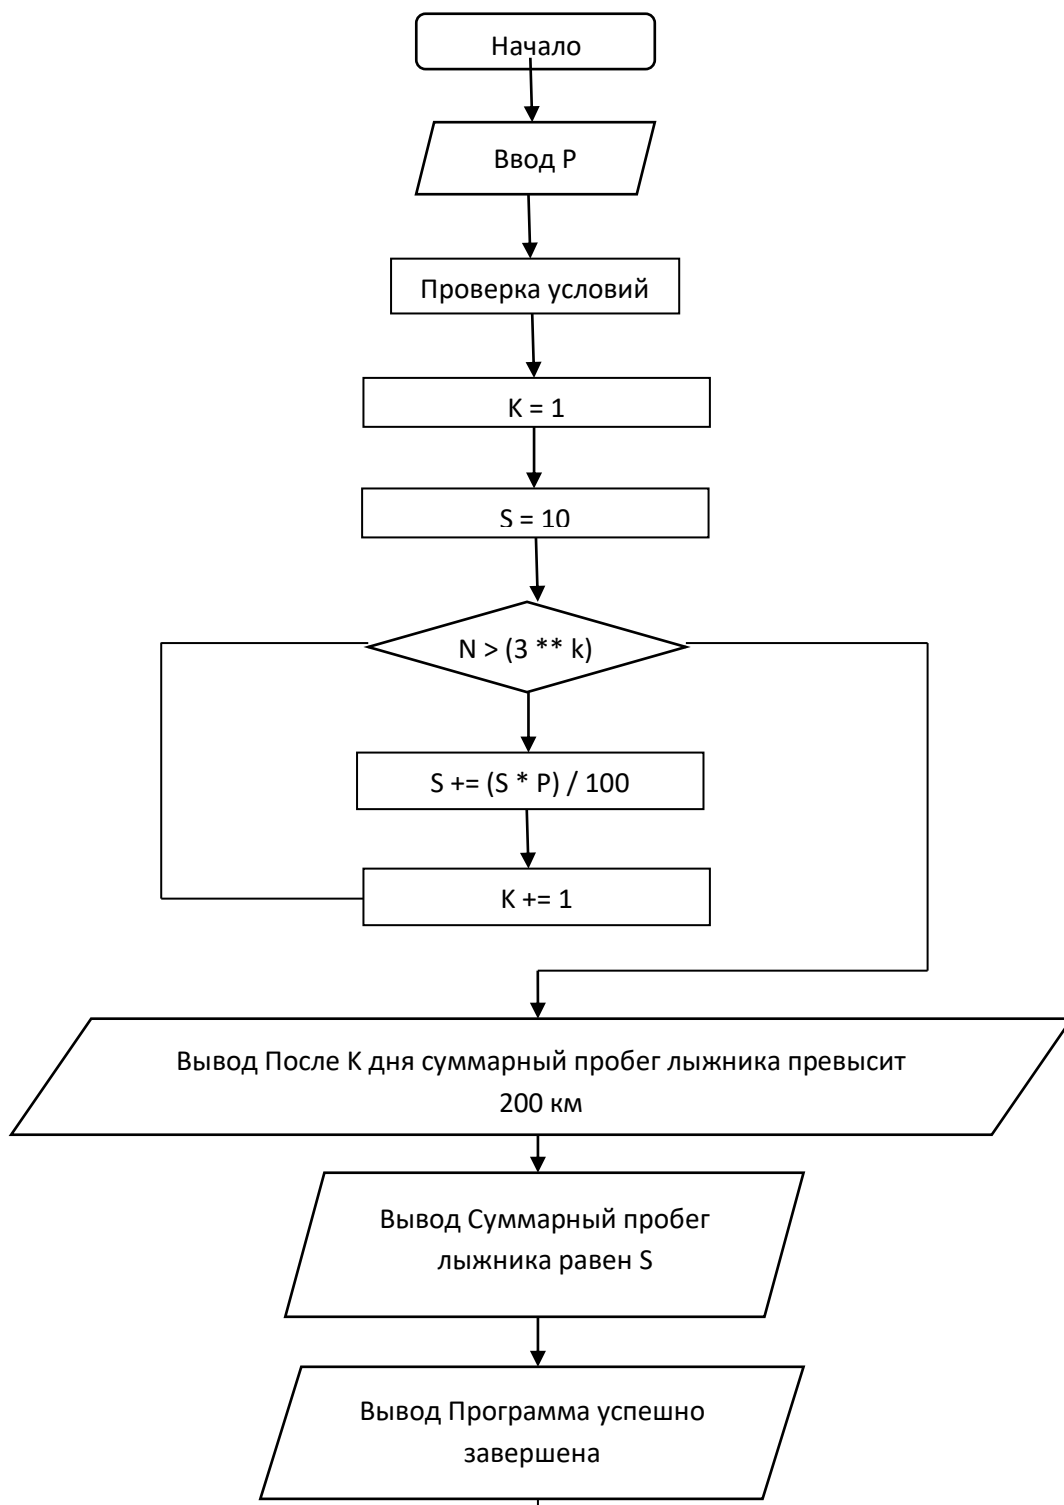 Начало
Ввод P
Проверка условий
K = 1
S = 10
N > (3 ** k)
S += (S * P) / 100
K += 1
Вывод После K дня суммарный пробег лыжника превысит
200 км
Вывод Суммарный пробег
лыжника равен S
Вывод Программа успешно
завершена